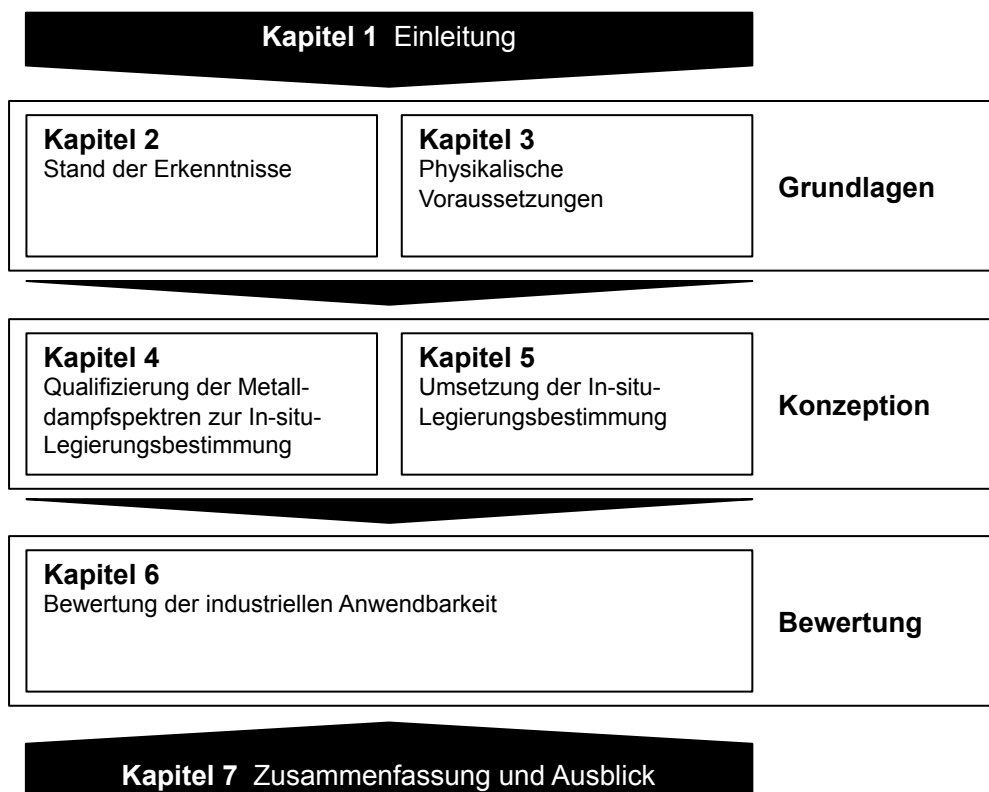 Kapitel 1 Einleitung
Kapitel 2
Stand der Erkenntnisse
Kapitel 3
Physikalische
Voraussetzungen
Grundlagen
Kapitel 4
Qualifizierung der Metall-
dampfspektren zur In-situ-
Legierungsbestimmung
Kapitel 5
Umsetzung der In-situ-
Legierungsbestimmung
Konzeption
Kapitel 6
Bewertung der industriellen Anwendbarkeit
Bewertung
Kapitel 7 Zusammenfassung und Ausblick